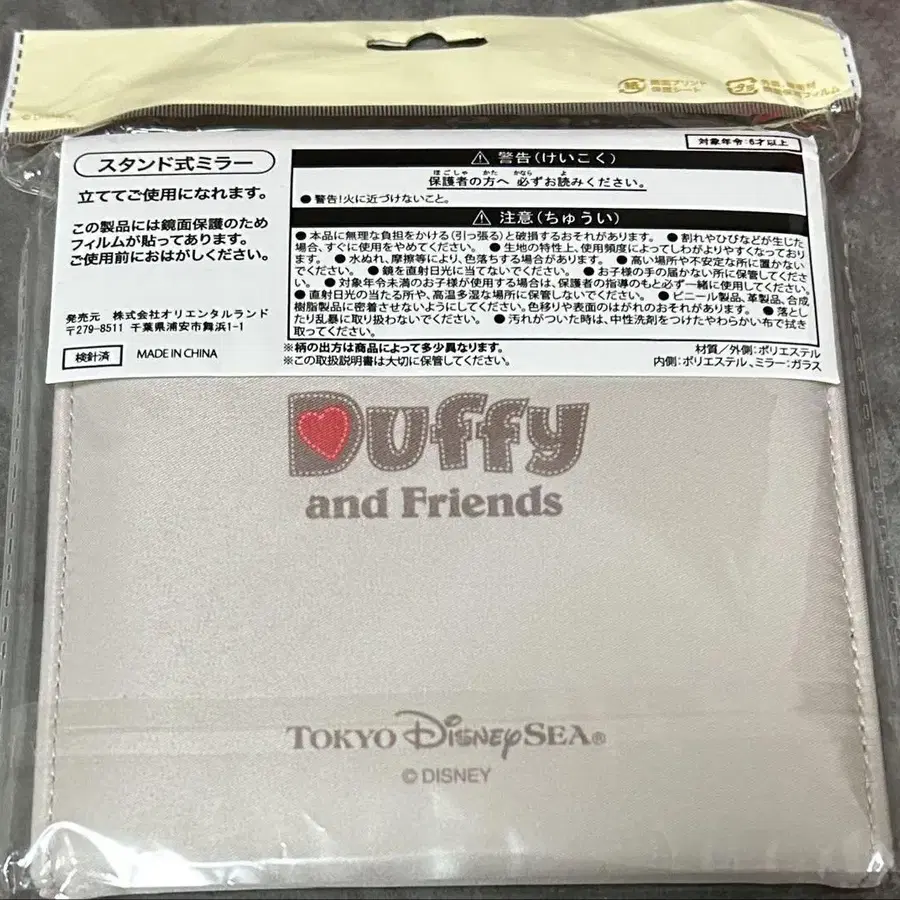 ©DISNEY
紙
プラ
対象年令:6才以上
スタンド式ミラー
立ててご使用になれます。
この製品には鏡面保護のため
フィルムが貼ってあります。
ご使用前におはがしください。
発売元 株式会社オリエンタルランド
〒279-8511 千葉県浦安市舞浜1-1
検針済 MADE IN CHINA
⚠ 警告(けいこく)
ほごしゃ かた かなら よ
保護者の方へ 必ずお読みください。
●警告!火に近づけないこと。
⚠ 注意(ちゅうい)
●本品に無理な負担をかける(引っ張る)と破損するおそれがあります。 ●割れやひびなどが生じた
場合、すぐに使用をやめてください。 ●生地の特性上、使用頻度によってしわがよりやすくなっており
ます。 ●水ぬれ、摩擦等により、色落ちする場合があります。 ●高い場所や不安定な所に置かない
でください。 ●鏡を直射日光に当てないでください。 ●お子様の手の届かない所に保管してくださ
い。 ●対象年令未満のお子様が使用する場合は、保護者の指導のもと必ず一緒に使用してください。
●直射日光の当たる所や、高温多湿な場所に保管しないでください。 ●ビニール製品、革製品、合成
樹脂製品に密着させないようにしてください。色移りや表面のはがれのおそれがあります。 ●落とし
たり乱暴に取り扱わないでください。 ●汚れがついた時は、中性洗剤をつけたやわらかい布で拭き
取ってください。
※柄の出方は商品によって多少異なります。
※この取扱説明書は大切に保管してください。
材質/外側:ポリエステル
内側:ポリエステル、ミラー:ガラス
Duffy
and Friends
TOKYO DISNEYSEA®
© DISNEY